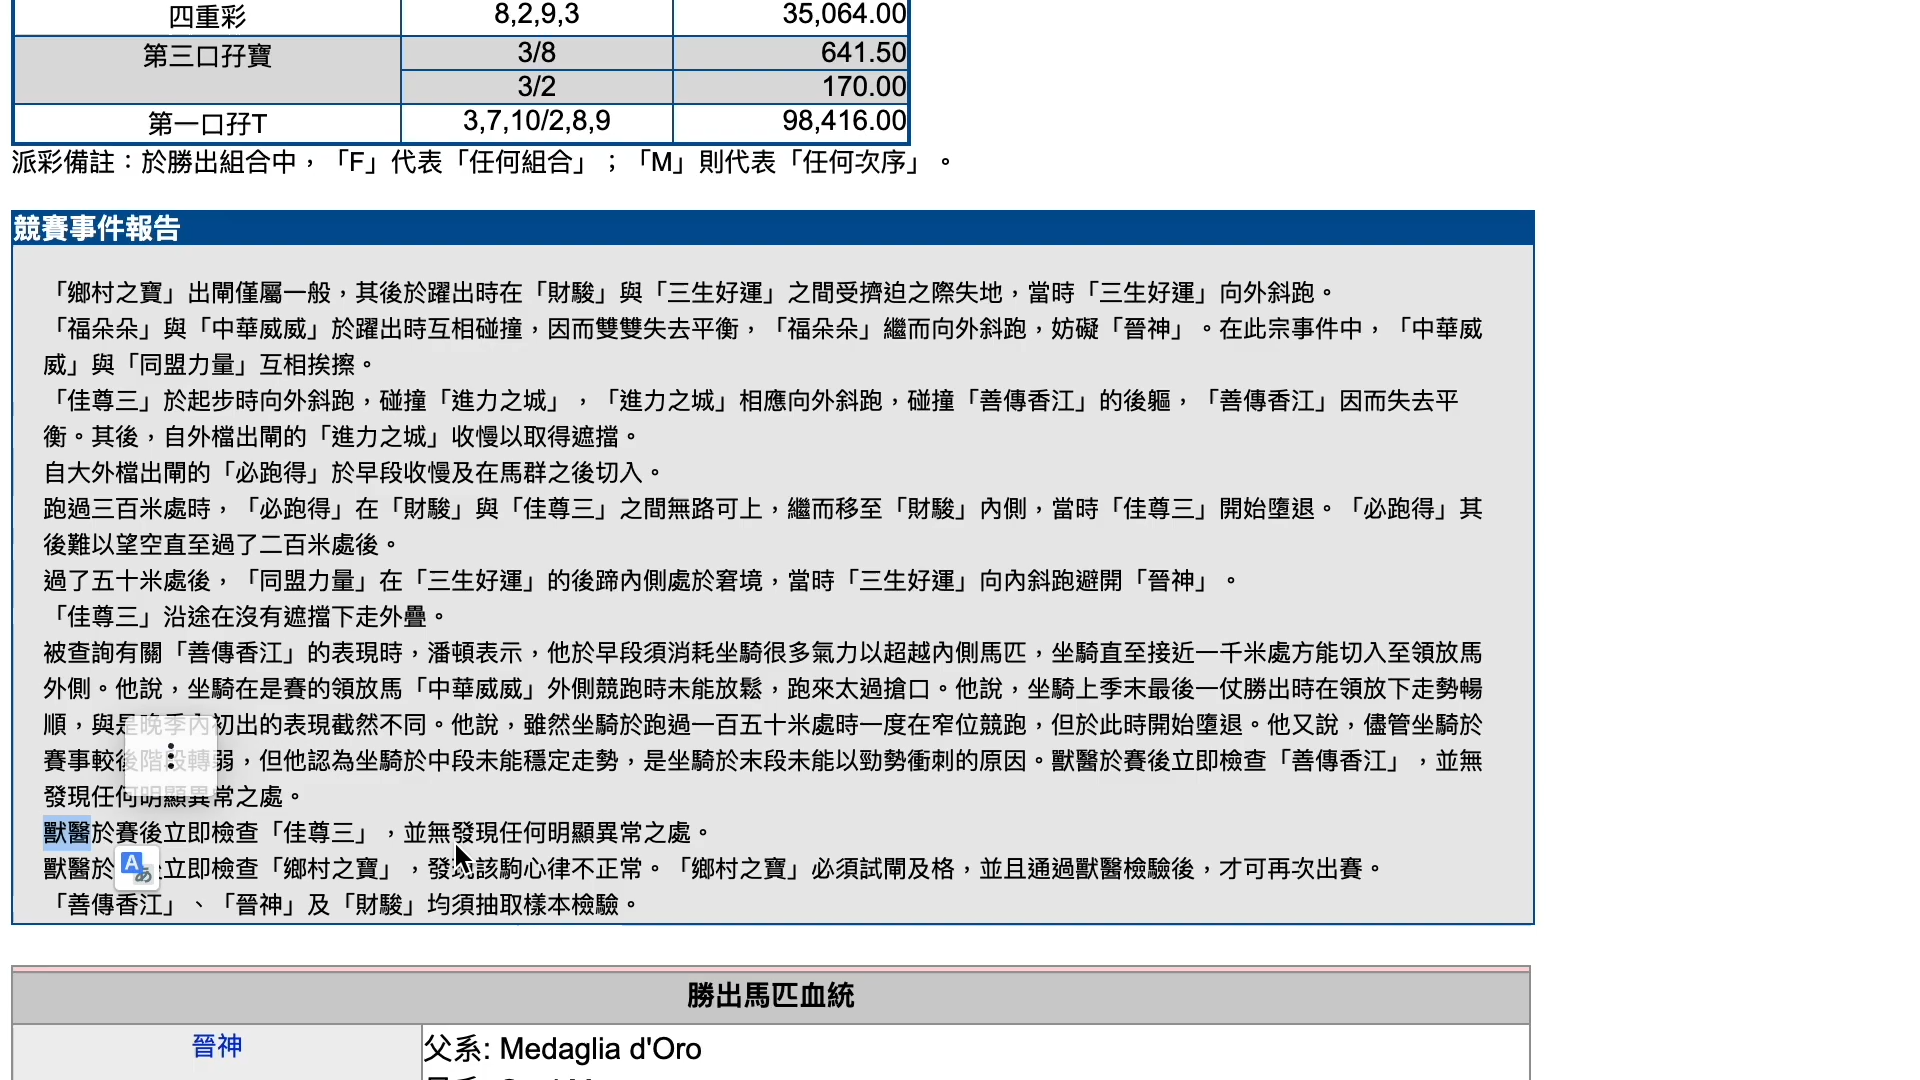 四重彩 8,2,9,3 35,064.00
第三口孖寶 3/8 641.50
3/2 170.00
第一口孖T 3,7,10/2,8,9 98,416.00
派彩備註：於勝出組合中，「F」代表「任何組合」；「M」則代表「任何次序」。
競賽事件報告
「鄉村之寶」出閘僅屬一般，其後於躍出時在「財駿」與「三生好運」之間受擠迫之際失地，當時「三生好運」向外斜跑。
「福朵朵」與「中華威威」於躍出時互相碰撞，因而雙雙失去平衡，「福朵朵」繼而向外斜跑，妨礙「晉神」。在此宗事件中，「中華威
威」與「同盟力量」互相挨擦。
「佳尊三」於起步時向外斜跑，碰撞「進力之城」，「進力之城」相應向外斜跑，碰撞「善傳香江」的後軀，「善傳香江」因而失去平
衡。其後，自外檔出閘的「進力之城」收慢以取得遮擋。
自大外檔出閘的「必跑得」於早段收慢及在馬群之後切入。
跑過三百米處時，「必跑得」在「財駿」與「佳尊三」之間無路可上，繼而移至「財駿」內側，當時「佳尊三」開始墮退。「必跑得」其
後難以望空直至過了二百米處後。
過了五十米處後，「同盟力量」在「三生好運」的後蹄內側處於窘境，當時「三生好運」向內斜跑避開「晉神」。
「佳尊三」沿途在沒有遮擋下走外疊。
被查詢有關「善傳香江」的表現時，潘頓表示，他於早段須消耗坐騎很多氣力以超越內側馬匹，坐騎直至接近一千米處方能切入至領放馬
外側。他說，坐騎在是賽的領放馬「中華威威」外側競跑時未能放鬆，跑來太過搶口。他說，坐騎上季末最後一仗勝出時在領放下走勢暢
順，與是晚季內初出的表現截然不同。他說，雖然坐騎於跑過一百五十米處時一度在窄位競跑，但於此時開始墮退。他又說，儘管坐騎於
賽事較後階段轉弱，但他認為坐騎於中段未能穩定走勢，是坐騎於末段未能以勁勢衝刺的原因。獸醫於賽後立即檢查「善傳香江」，並無
發現任何明顯異常之處。
獸醫於賽後立即檢查「佳尊三」，並無發現任何明顯異常之處。
獸醫於立即檢查「鄉村之寶」，發現該駒心律不正常。「鄉村之寶」必須試閘及格，並且通過獸醫檢驗後，才可再次出賽。
「善傳香江」、「晉神」及「財駿」均須抽取樣本檢驗。
勝出馬匹血統
晉神 父系: Medaglia d'Oro